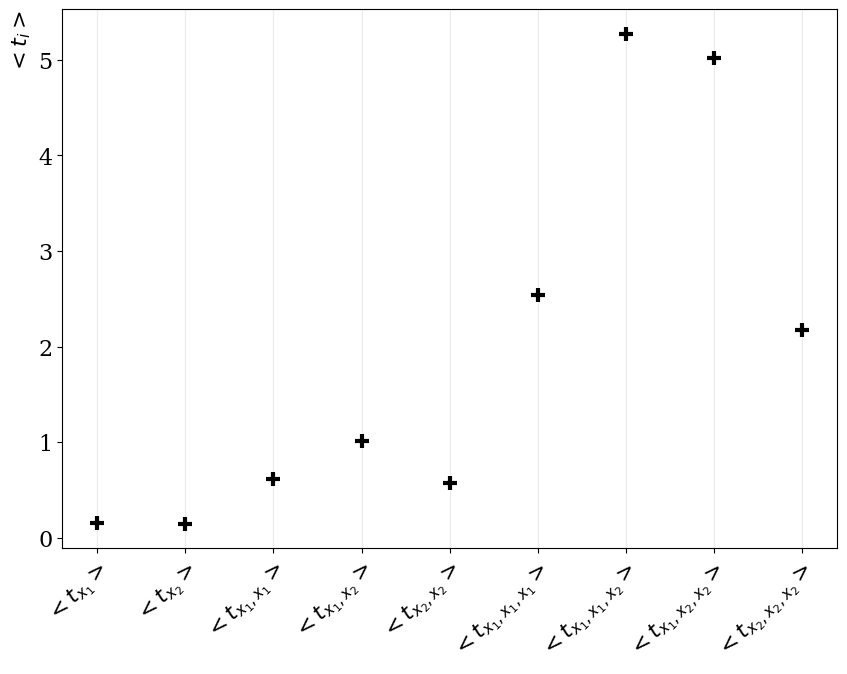 < t_i >
5
4
3
2
1
0
< t_{x_1} >
< t_{x_2} >
< t_{x_1, x_1} >
< t_{x_1, x_2} >
< t_{x_2, x_2} >
< t_{x_1, x_1, x_1} >
< t_{x_1, x_1, x_2} >
< t_{x_1, x_2, x_2} >
< t_{x_2, x_2, x_2} >